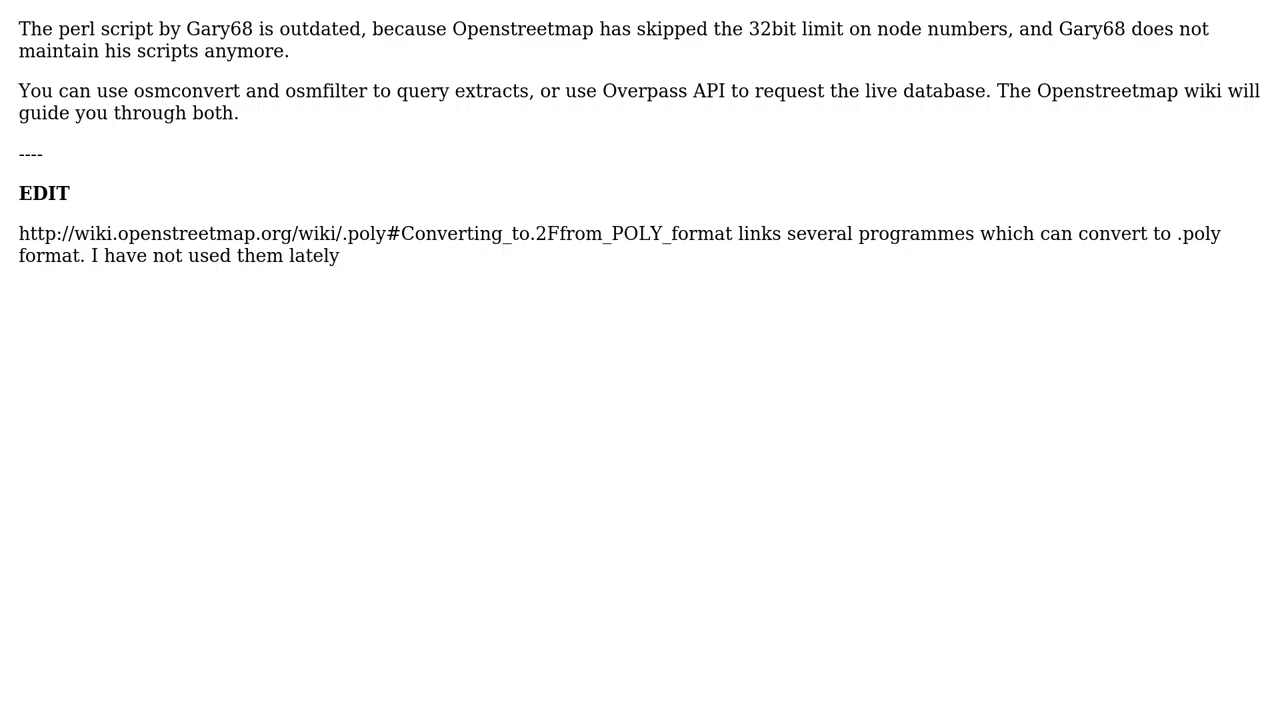 The perl script by Gary68 is outdated, because Openstreetmap has skipped the 32bit limit on node numbers, and Gary68 does not
maintain his scripts anymore.
You can use osmconvert and osmfilter to query extracts, or use Overpass API to request the live database. The Openstreetmap wiki will
guide you through both.
----
EDIT
http://wiki.openstreetmap.org/wiki/.poly#Converting_to.2Ffrom_POLY_format links several programmes which can convert to .poly
format. I have not used them lately